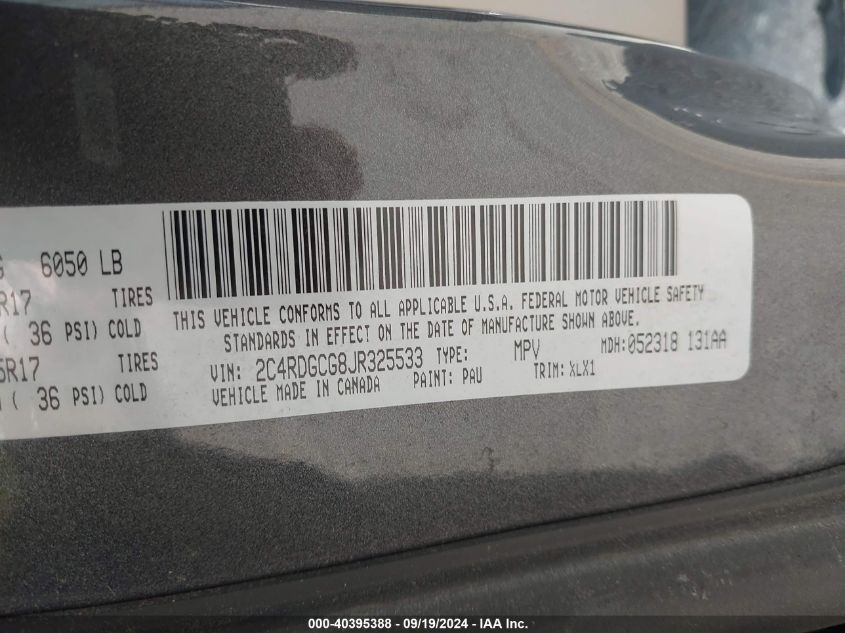 G 6050 LB
R17 TIRES
( 36 PSI) COLD
5R17 TIRES
( 36 PSI) COLD
THIS VEHICLE CONFORMS TO ALL APPLICABLE U.S.A. FEDERAL MOTOR VEHICLE SAFETY
STANDARDS IN EFFECT ON THE DATE OF MANUFACTURE SHOWN ABOVE.
VIN: 2C4RDGCG8JR325533 TYPE: MPV MDH: 052318 131AA
VEHICLE MADE IN CANADA PAINT: PAU TRIM: XLX1
000-40395388 - 09/19/2024 - IAA Inc.